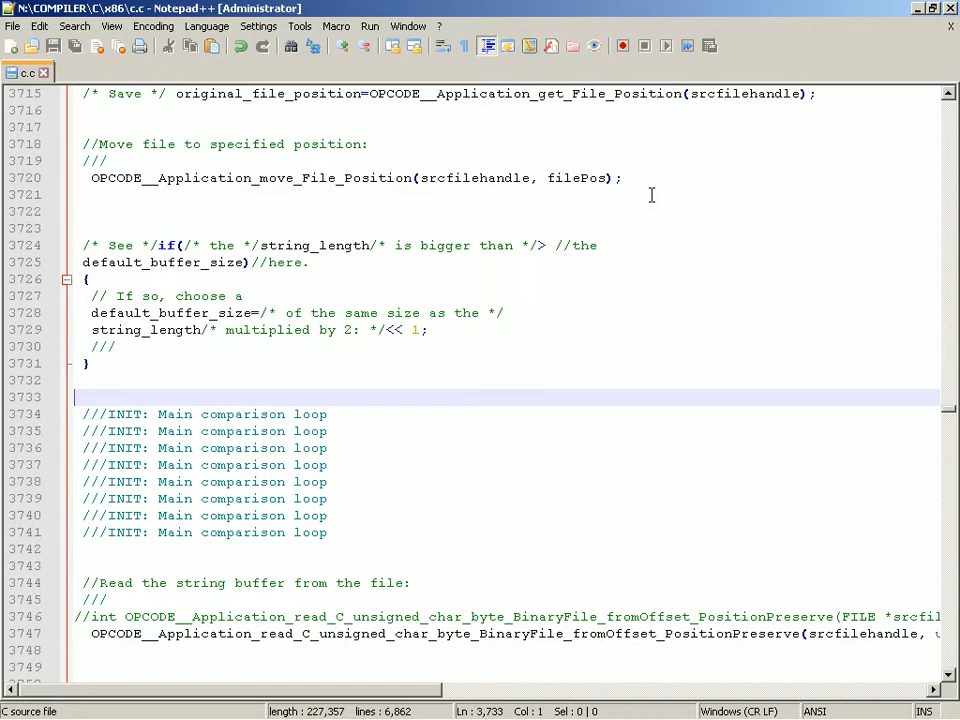 N:\COMPILER\C\x86\c.c - Notepad++ [Administrator]
File Edit Search View Encoding Language Settings Tools Macro Run Window ? X
c.c
3715 /* Save */ original_file_position=OPCODE__Application_get_File_Position(srcfilehandle);
3716
3717
3718 //Move file to specified position:
3719 ///
3720 OPCODE__Application_move_File_Position(srcfilehandle, filePos);
3721
3722
3723
3724 /* See */if(/* the */string_length/* is bigger than */> //the
3725 default_buffer_size)//here.
3726 {
3727 // If so, choose a
3728 default_buffer_size=/* of the same size as the */
3729 string_length/* multiplied by 2: */<< 1;
3730 ///
3731 }
3732
3733
3734 ///INIT: Main comparison loop
3735 ///INIT: Main comparison loop
3736 ///INIT: Main comparison loop
3737 ///INIT: Main comparison loop
3738 ///INIT: Main comparison loop
3739 ///INIT: Main comparison loop
3740 ///INIT: Main comparison loop
3741 ///INIT: Main comparison loop
3742
3743
3744 //Read the string buffer from the file:
3745 ///
3746 //int OPCODE__Application_read_C_unsigned_char_byte_BinaryFile_fromOffset_PositionPreserve(FILE *srcfil
3747 OPCODE__Application_read_C_unsigned_char_byte_BinaryFile_fromOffset_PositionPreserve(srcfilehandle,
3748
3749
C source file length : 227,357 lines : 6,862 Ln : 3,733 Col : 1 Sel : 0 | 0 Windows (CR LF) ANSI INS